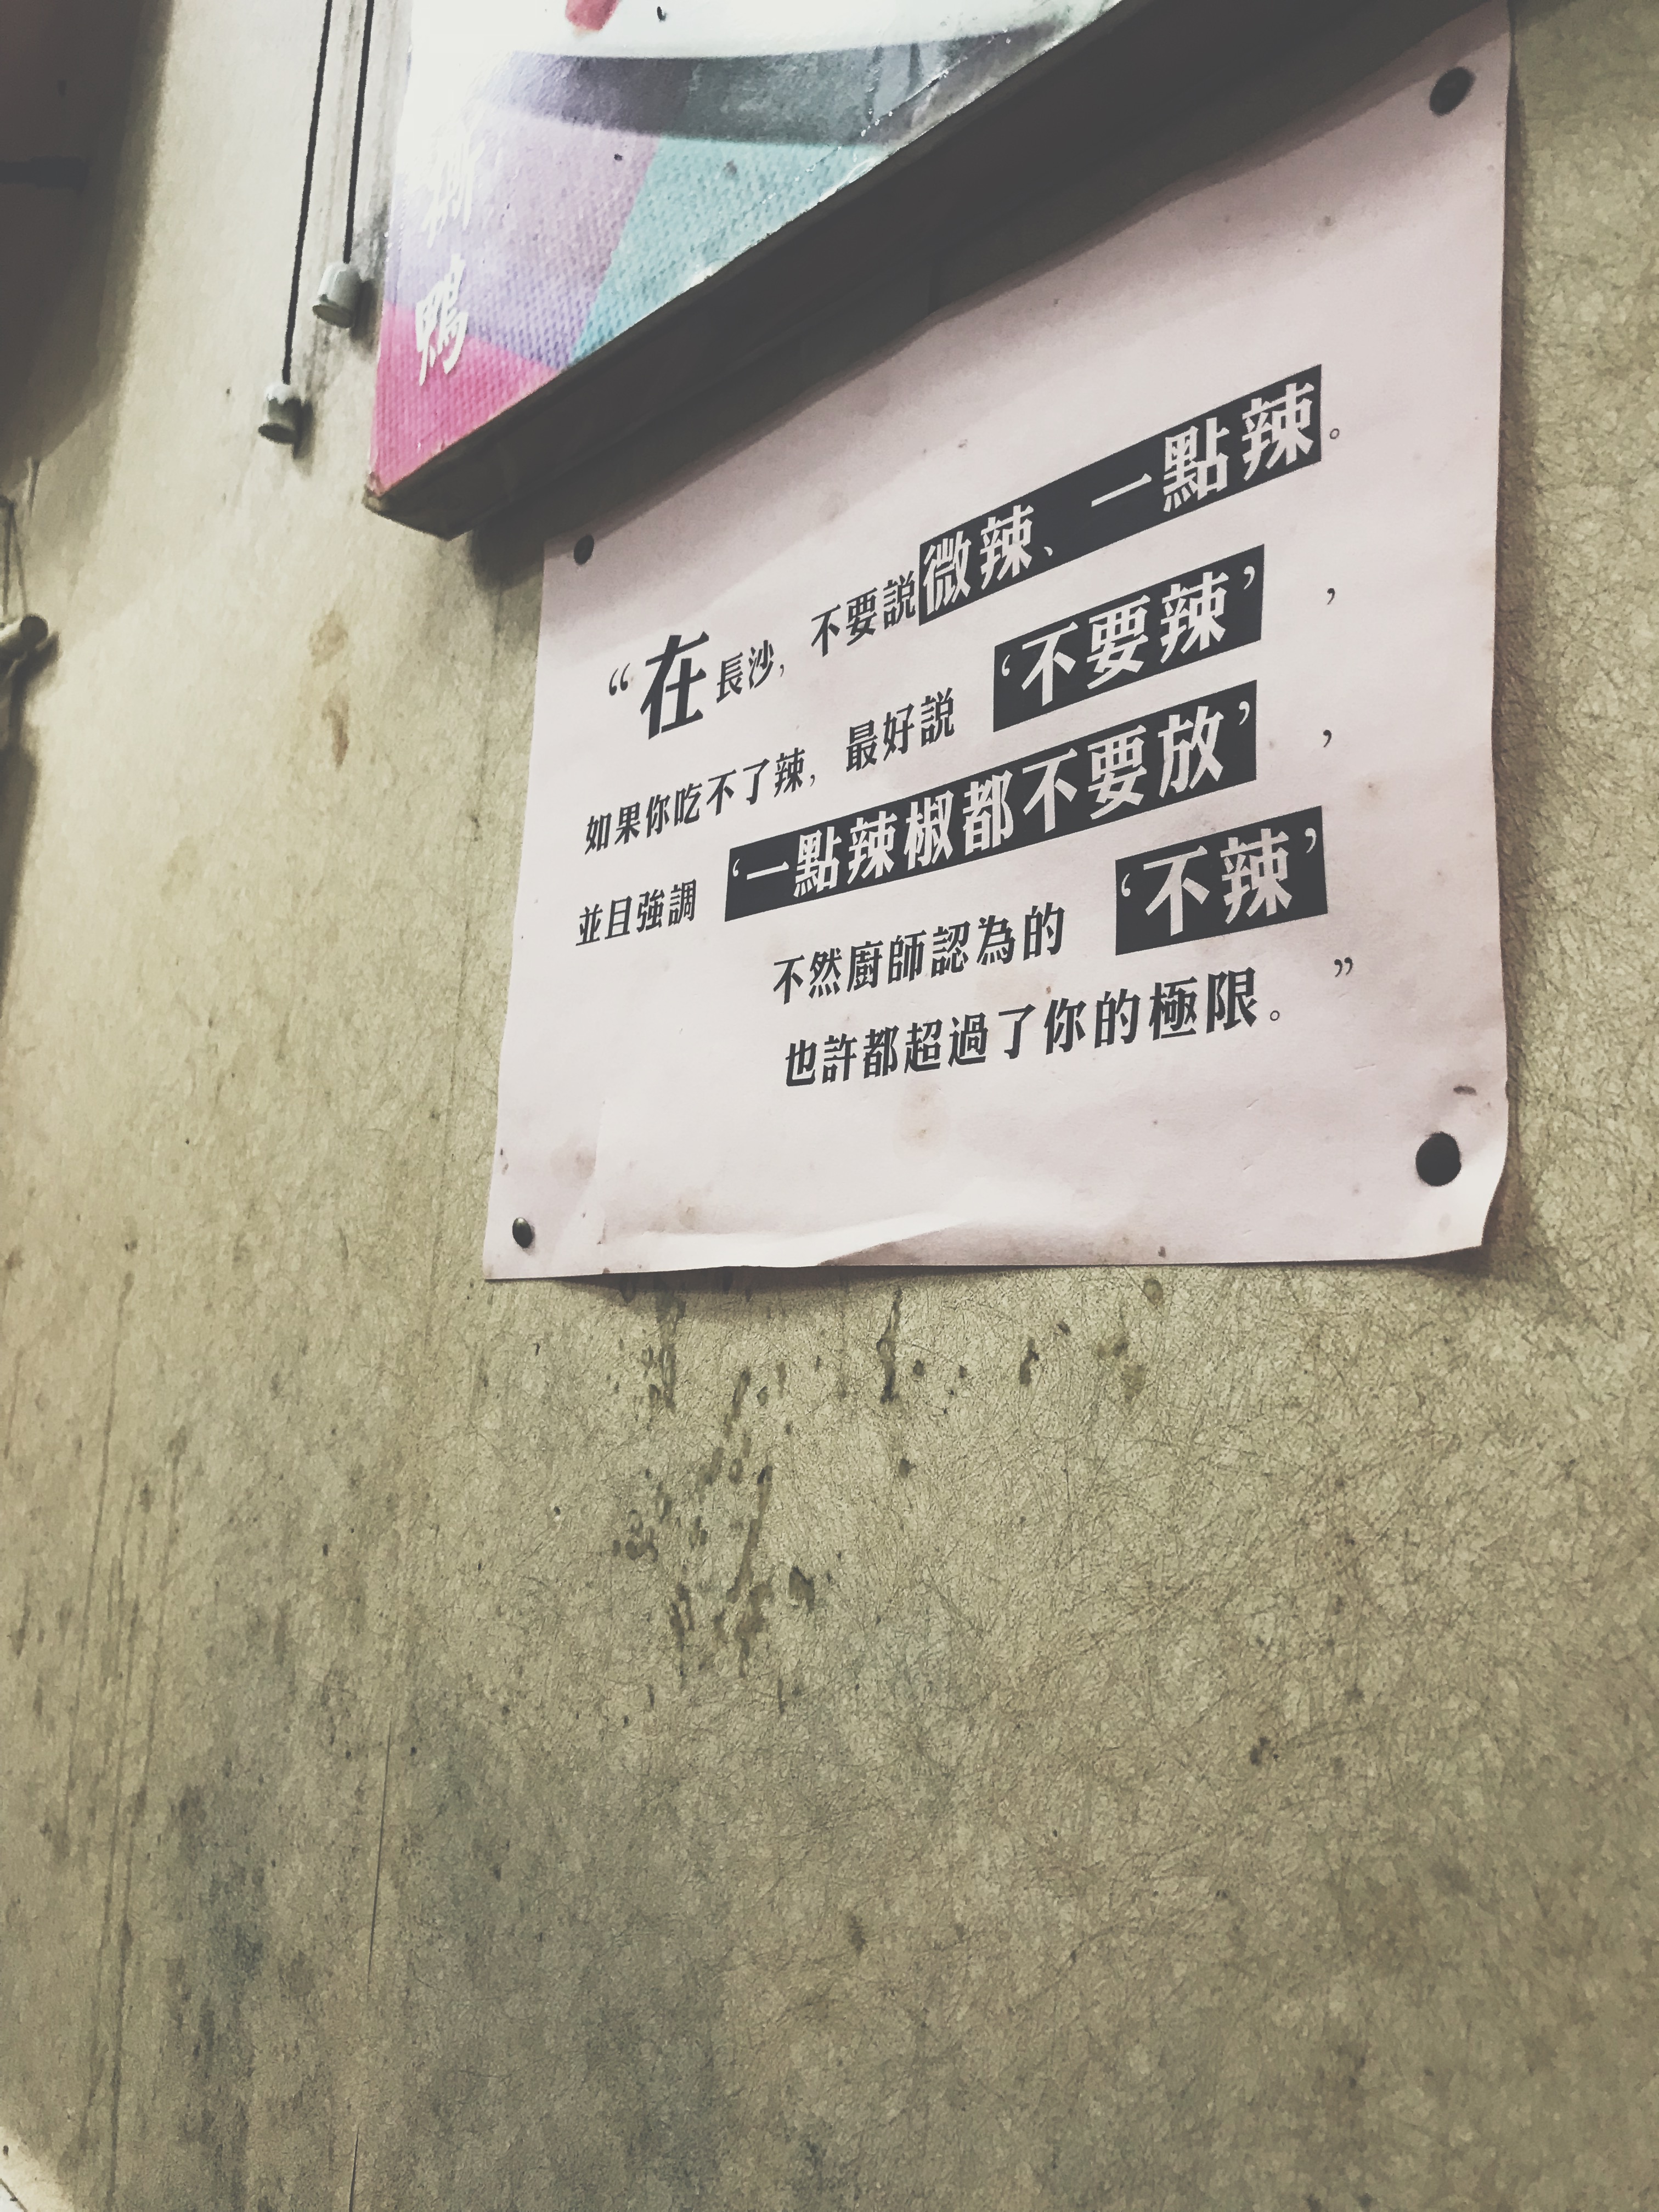 鴨
“在長沙，不要説微辣、一點辣。
如果你吃不了辣，最好説‘不要辣’，
並且強調‘一點辣椒都不要放’，
不然廚師認為的‘不辣’
也許都超過了你的極限。”